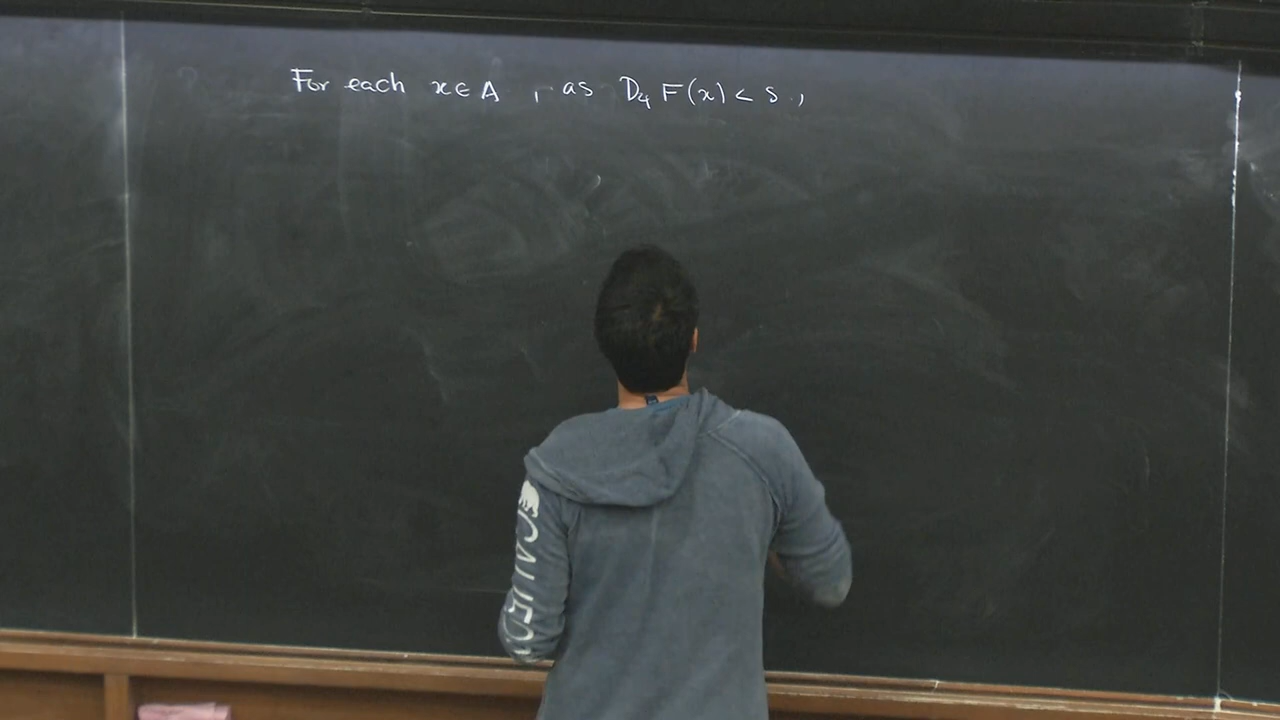 For each x ∈ A , as D₄ F(x) < s ,